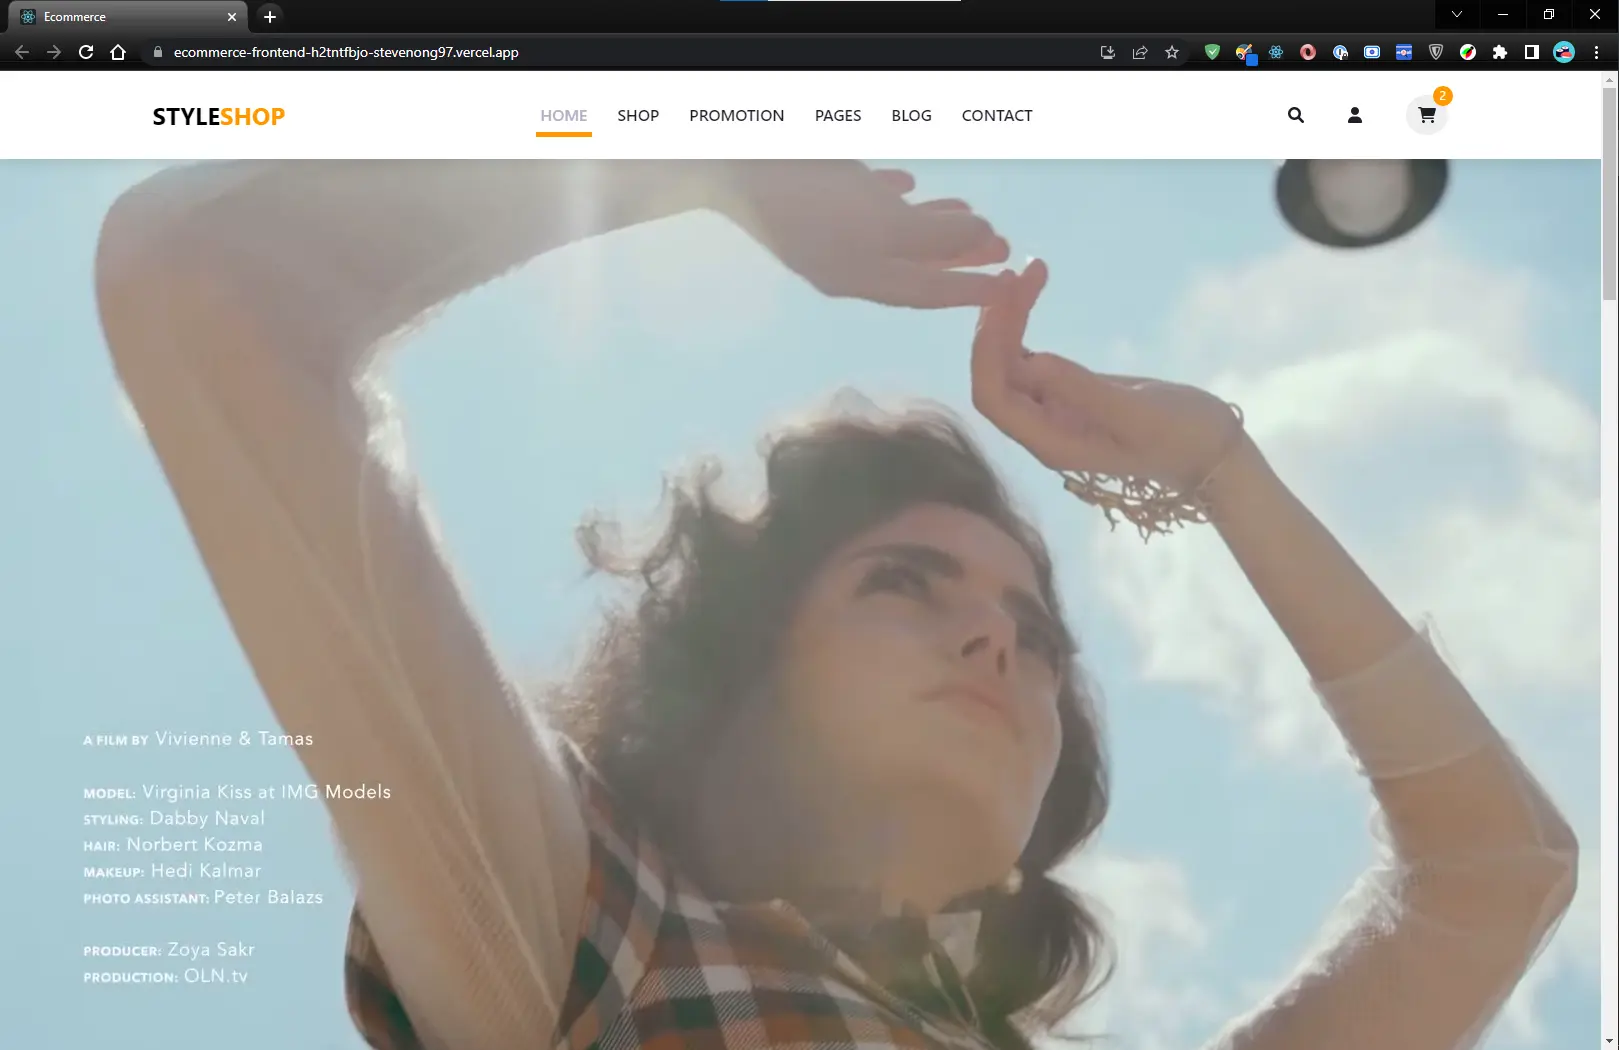 Ecommerce
ecommerce-frontend-h2tntfbjo-stevenong97.vercel.app
STYLESHOP
HOME SHOP PROMOTION PAGES BLOG CONTACT
2
A FILM BY Vivienne & Tamas
MODEL: Virginia Kiss at IMG Models
STYLING: Dabby Naval
HAIR: Norbert Kozma
MAKEUP: Hedi Kalmar
PHOTO ASSISTANT: Peter Balazs
PRODUCER: Zoya Sakr
PRODUCTION: OLN.tv